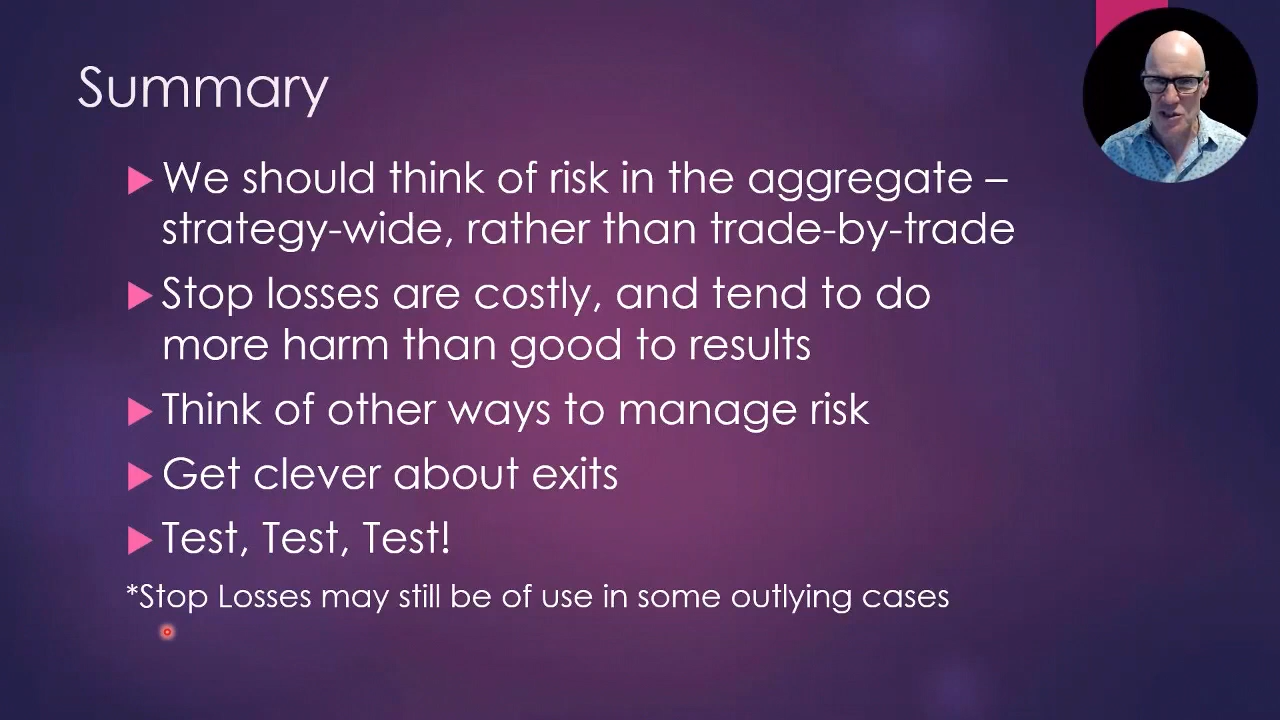 Summary
We should think of risk in the aggregate –
strategy-wide, rather than trade-by-trade
Stop losses are costly, and tend to do
more harm than good to results
Think of other ways to manage risk
Get clever about exits
Test, Test, Test!
*Stop Losses may still be of use in some outlying cases